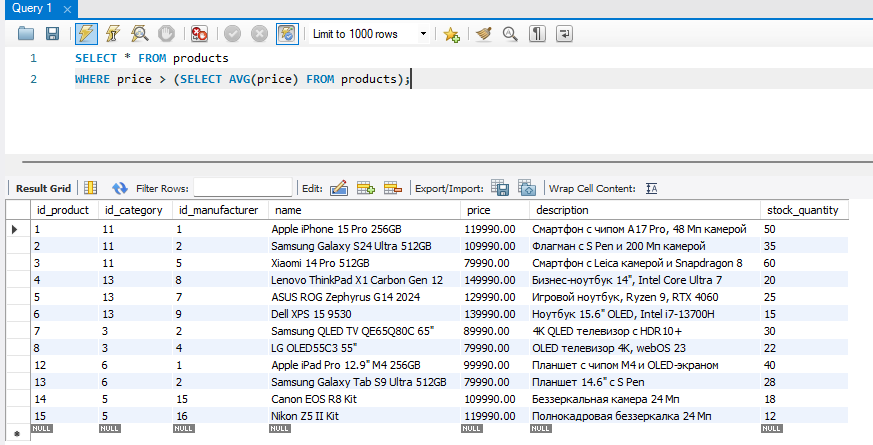 Query 1
Limit to 1000 rows
1 SELECT * FROM products
2 WHERE price > (SELECT AVG(price) FROM products);
Result Grid Filter Rows: Edit: Export/Import: Wrap Cell Content:
id_product id_category id_manufacturer name price description stock_quantity
1 11 1 Apple iPhone 15 Pro 256GB 119990.00 Смартфон с чипом A17 Pro, 48 Мп камерой 50
2 11 2 Samsung Galaxy S24 Ultra 512GB 109990.00 Флагман с S Pen и 200 Мп камерой 35
3 11 5 Xiaomi 14 Pro 512GB 79990.00 Смартфон с Leica камерой и Snapdragon 8 60
4 13 8 Lenovo ThinkPad X1 Carbon Gen 12 149990.00 Бизнес-ноутбук 14", Intel Core Ultra 7 20
5 13 7 ASUS ROG Zephyrus G14 2024 129990.00 Игровой ноутбук, Ryzen 9, RTX 4060 25
6 13 9 Dell XPS 15 9530 139990.00 Ноутбук 15.6" OLED, Intel i7-13700H 15
7 3 2 Samsung QLED TV QE65Q80C 65" 89990.00 4K QLED телевизор с HDR10+ 30
8 3 4 LG OLED55C3 55" 79990.00 OLED телевизор 4K, webOS 23 22
12 6 1 Apple iPad Pro 12.9" M4 256GB 99990.00 Планшет с чипом M4 и OLED-экраном 40
13 6 2 Samsung Galaxy Tab S9 Ultra 512GB 79990.00 Планшет 14.6" с S Pen 28
14 5 15 Canon EOS R8 Kit 109990.00 Беззеркальная камера 24 Мп 18
15 5 16 Nikon Z5 II Kit 119990.00 Полнокадровая беззеркалка 24 Мп 12
NULL NULL NULL NULL NULL NULL NULL